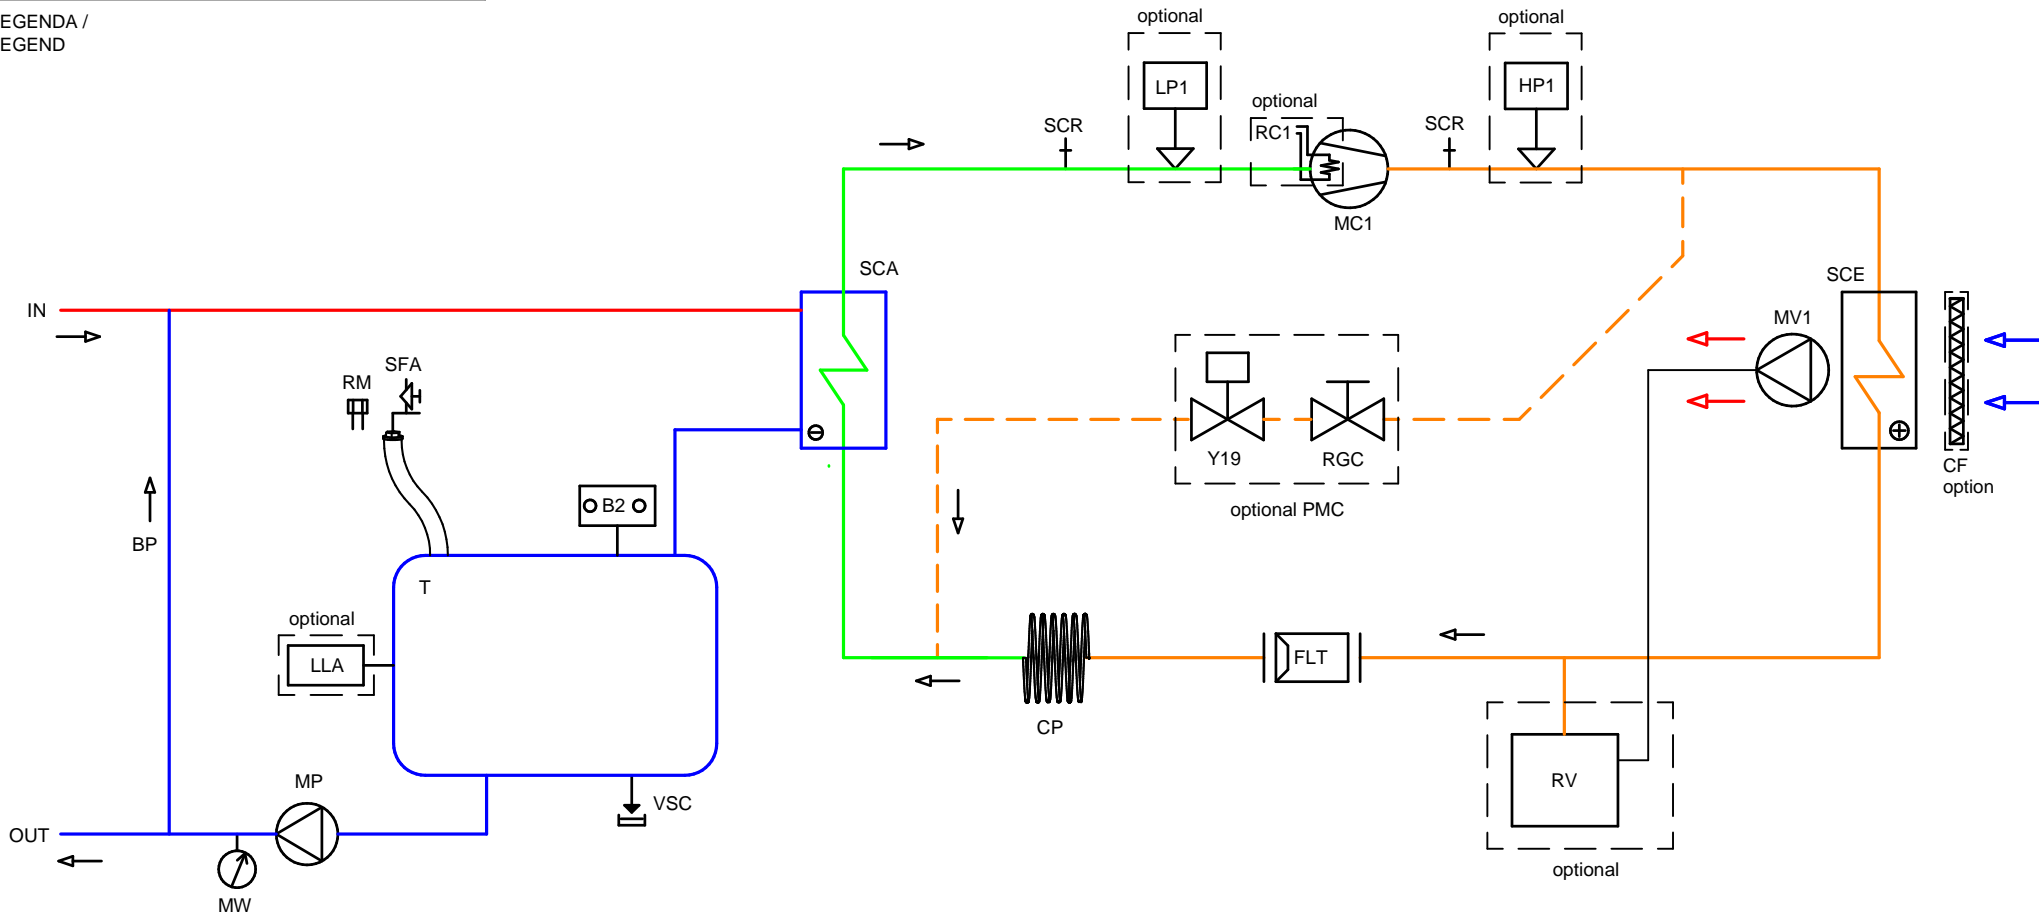 EGENDA /
EGEND
optional
optional
LP1
HP1
optional
SCR
RC1
SCR
MC1
SCA
SCE
IN
MV1
SFA
RM
Y19
RGC
CF
option
B2
optional PMC
BP
T
optional
LLA
FLT
CP
MP
RV
VSC
OUT
optional
MW